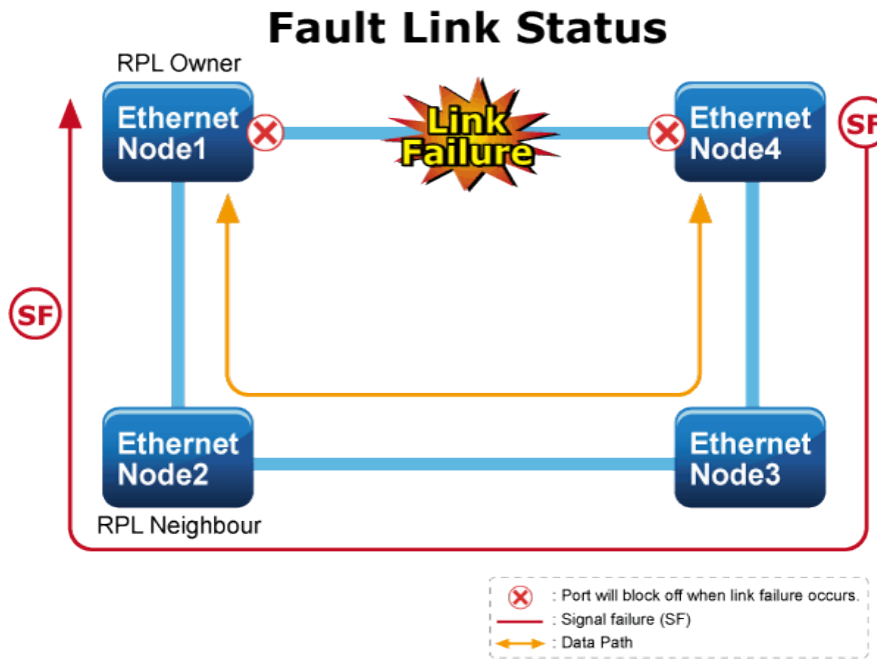 Fault Link Status
RPL Owner
Ethernet
Node1
Link
Failure
Ethernet
Node4
SF
SF
Ethernet
Node2
Ethernet
Node3
RPL Neighbour
: Port will block off when link failure occurs.
: Signal failure (SF)
: Data Path